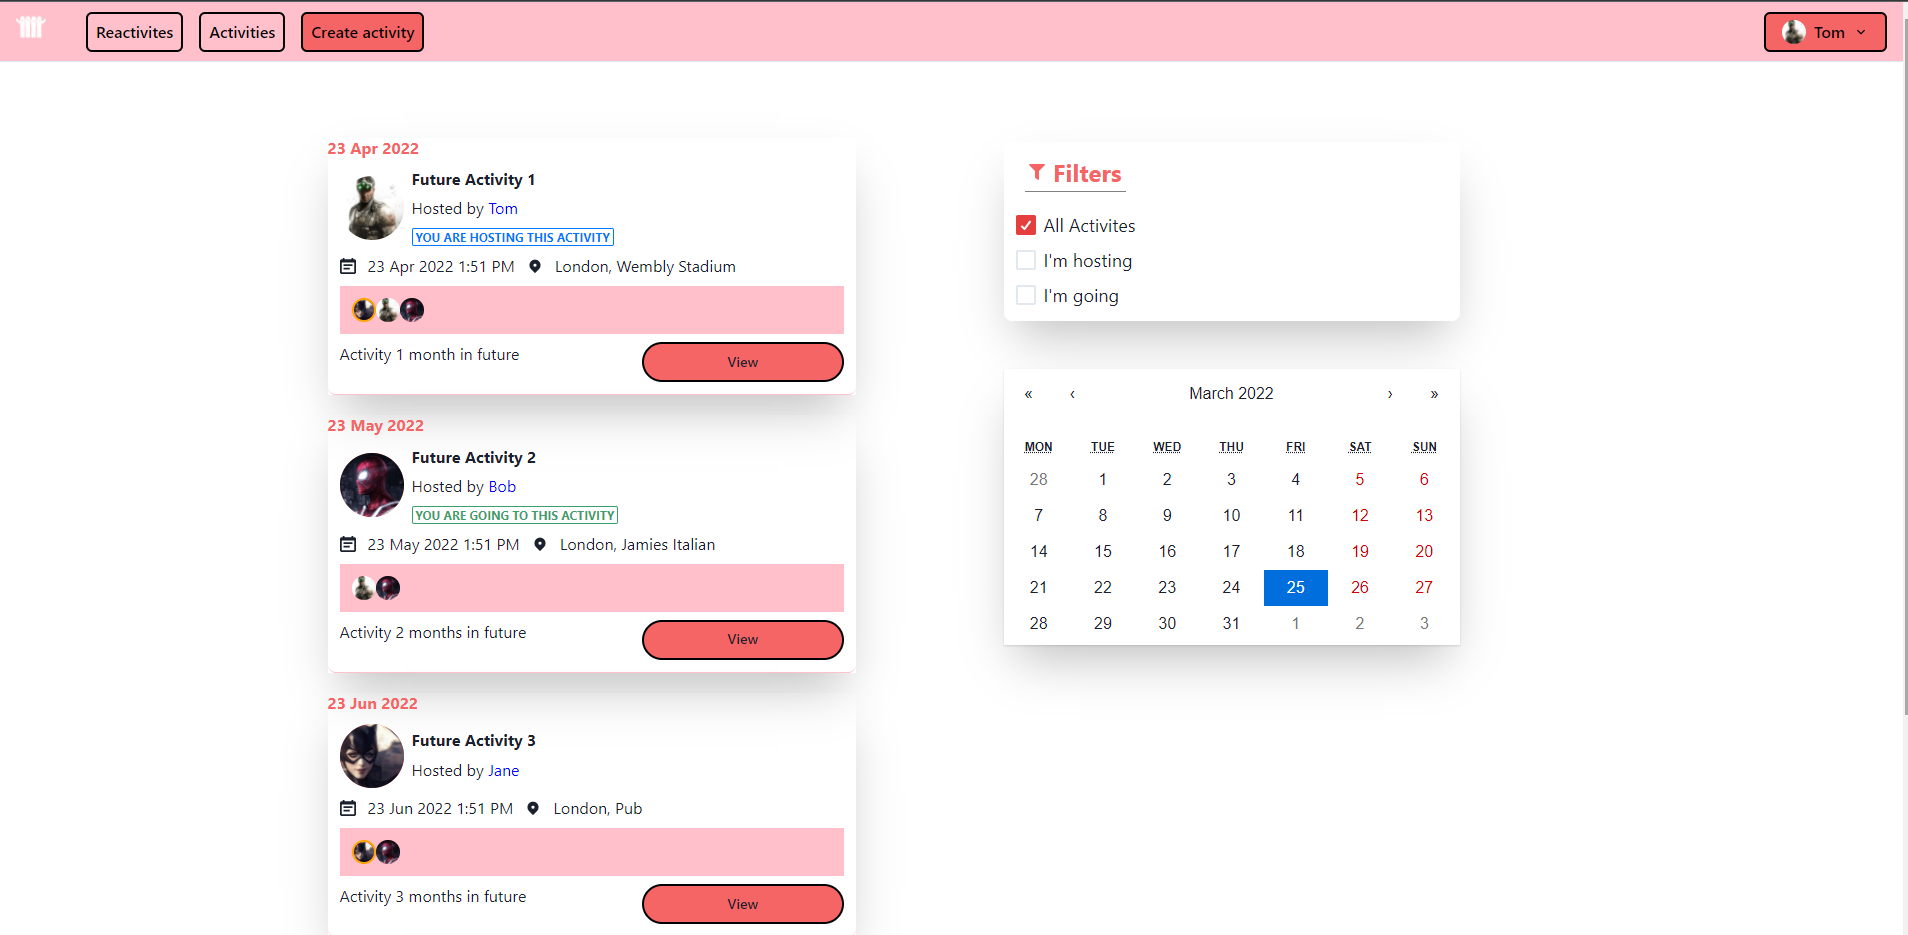 Reactivites
Activities
Create activity
Tom
23 Apr 2022
Future Activity 1
Hosted by Tom
YOU ARE HOSTING THIS ACTIVITY
23 Apr 2022 1:51 PM London, Wembly Stadium
Activity 1 month in future
View
23 May 2022
Future Activity 2
Hosted by Bob
YOU ARE GOING TO THIS ACTIVITY
23 May 2022 1:51 PM London, Jamies Italian
Activity 2 months in future
View
23 Jun 2022
Future Activity 3
Hosted by Jane
23 Jun 2022 1:51 PM London, Pub
Activity 3 months in future
View
Filters
All Activites
I'm hosting
I'm going
« ‹ March 2022 › »
MON TUE WED THU FRI SAT SUN
28 1 2 3 4 5 6
7 8 9 10 11 12 13
14 15 16 17 18 19 20
21 22 23 24 25 26 27
28 29 30 31 1 2 3